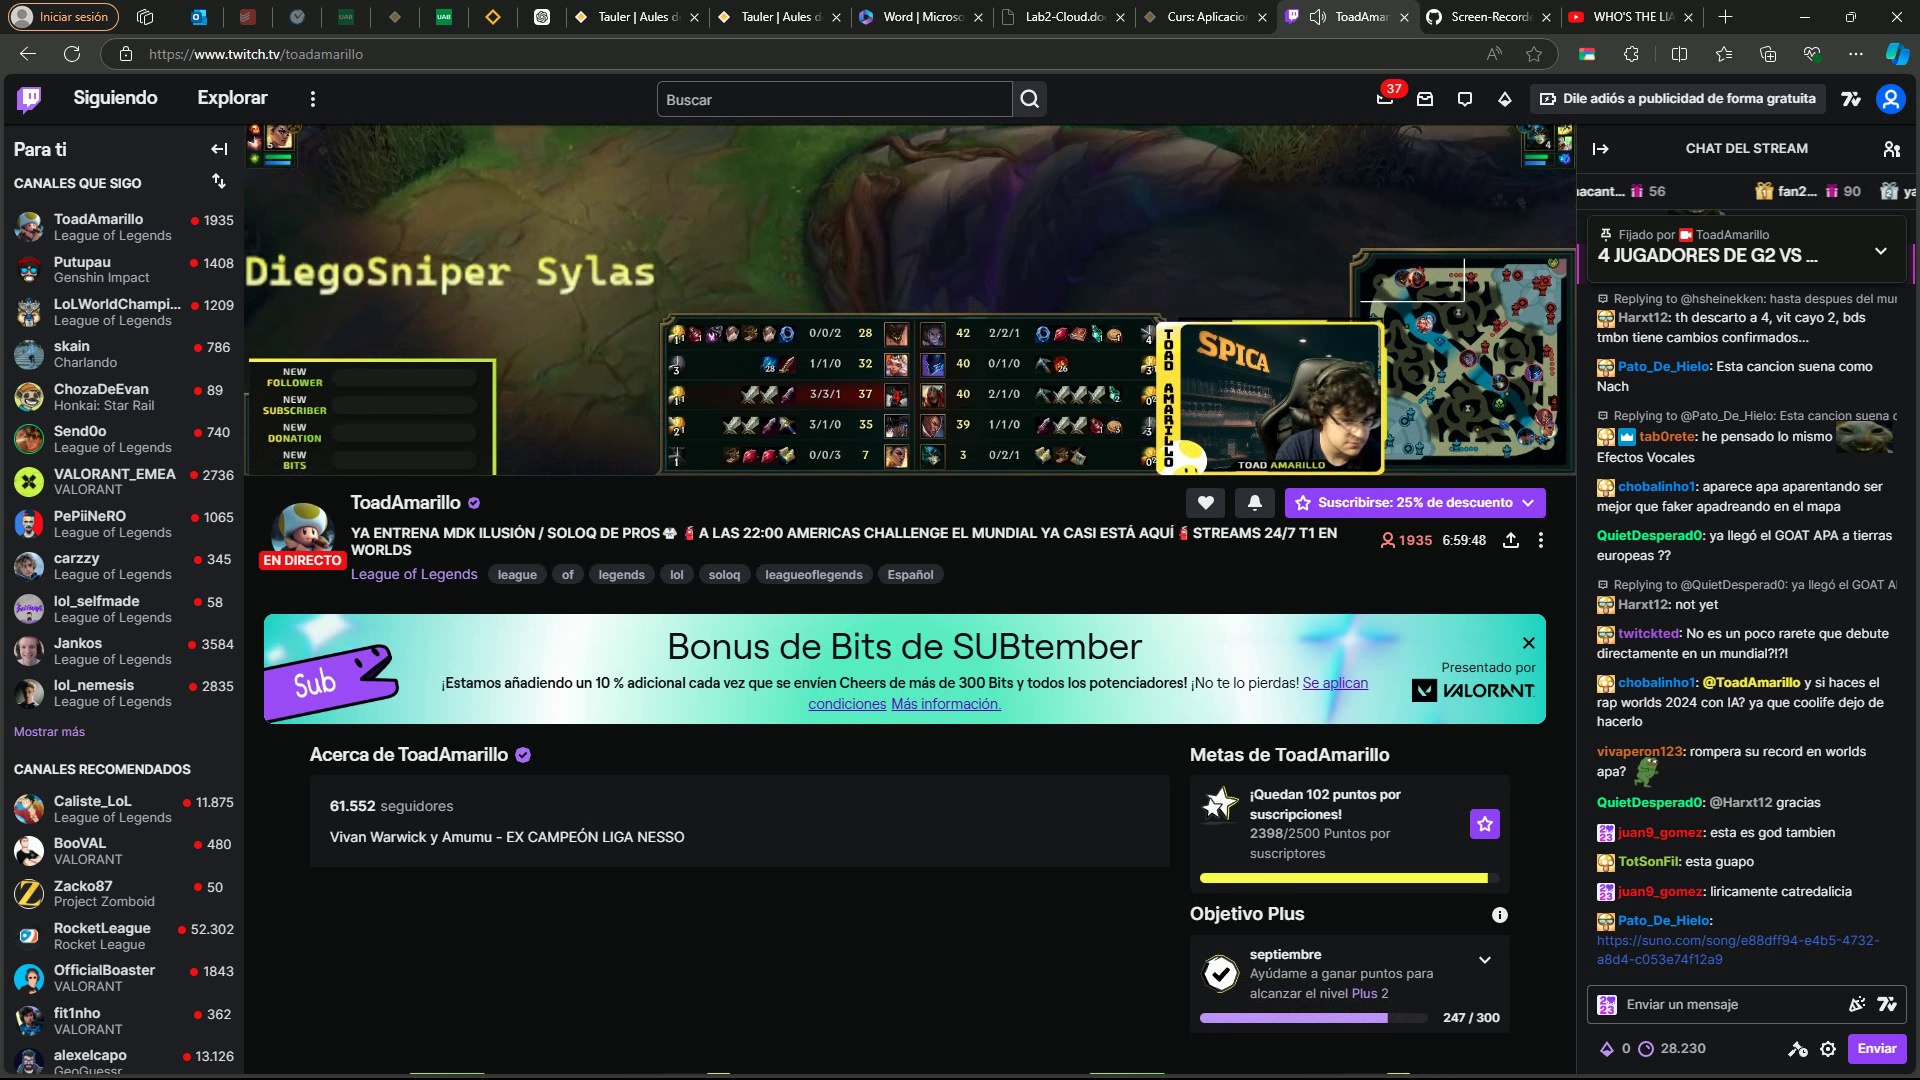 Iniciar sesión
UAB
UAB
Tauler | Aules d
Tauler | Aules d
Word | Microso
Lab2-Cloud.do
Curs: Aplicacio
ToadAmar
Screen-Record
WHO'S THE LIA
https://www.twitch.tv/toadamarillo
Siguiendo
Explorar
Buscar
37
Dile adiós a publicidad de forma gratuita
Para ti
CANALES QUE SIGO
ToadAmarillo
1935
League of Legends
Putupau
1408
Genshin Impact
LoLWorldChampi...
1209
League of Legends
skain
786
Charlando
ChozaDeEvan
89
Honkai: Star Rail
Send0o
740
League of Legends
VALORANT_EMEA
2736
VALORANT
PePiiNeRO
1065
League of Legends
carzzy
345
League of Legends
lol_selfmade
58
League of Legends
Jankos
3584
League of Legends
lol_nemesis
2835
League of Legends
Mostrar más
CANALES RECOMENDADOS
Caliste_LoL
11.875
League of Legends
BooVAL
480
VALORANT
Zacko87
50
Project Zomboid
RocketLeague
52.302
Rocket League
OfficialBoaster
1843
VALORANT
fit1nho
362
VALORANT
alexelcapo
13.126
GeoGuessr
DiegoSniper Sylas
NEW
FOLLOWER
NEW
SUBSCRIBER
NEW
DONATION
NEW
BITS
0/0/2 28 42 2/2/1
1/1/0 32 40 0/1/0
3/3/1 37 40 2/1/0
3/1/0 35 39 1/1/0
0/0/3 7 3 0/2/1
TOAD AMARILLO
SPICA
TOAD AMARILLO
ToadAmarillo
Suscribirse: 25% de descuento
YA ENTRENA MDK ILUSIÓN / SOLOQ DE PROS A LAS 22:00 AMERICAS CHALLENGE EL MUNDIAL YA CASI ESTÁ AQUÍ STREAMS 24/7 T1 EN
WORLDS
1935 6:59:48
EN DIRECTO
League of Legends
league
of
legends
lol
soloq
leagueoflegends
Español
Sub
Bonus de Bits de SUBtember
¡Estamos añadiendo un 10 % adicional cada vez que se envíen Cheers de más de 300 Bits y todos los potenciadores! ¡No te lo pierdas! Se aplican
condiciones Más información.
Presentado por
VALORANT
Acerca de ToadAmarillo
61.552 seguidores
Vivan Warwick y Amumu - EX CAMPEÓN LIGA NESSO
Metas de ToadAmarillo
¡Quedan 102 puntos por
suscripciones!
2398/2500 Puntos por
suscriptores
Objetivo Plus
septiembre
Ayúdame a ganar puntos para
alcanzar el nivel Plus 2
247 / 300
CHAT DEL STREAM
nacant... 56
fan2... 90
ya
Fijado por ToadAmarillo
4 JUGADORES DE G2 VS ...
Replying to @hsheinekken: hasta despues del mun
Harxt12: th descarto a 4, vit cayo 2, bds
tmbn tiene cambios confirmados...
Pato_De_Hielo: Esta cancion suena como
Nach
Replying to @Pato_De_Hielo: Esta cancion suena c
tab0rete: he pensado lo mismo
Efectos Vocales
chobalinho1: aparece apa aparentando ser
mejor que faker apadreando en el mapa
QuietDesperad0: ya llegó el GOAT APA a tierras
europeas ??
Replying to @QuietDesperad0: ya llegó el GOAT A
Harxt12: not yet
twitckted: No es un poco rarete que debute
directamente en un mundial?!?!
chobalinho1: @ToadAmarillo y si haces el
rap worlds 2024 con IA? ya que coolife dejo de
hacerlo
vivaperon123: rompera su record en worlds
apa?
QuietDesperad0: @Harxt12 gracias
juan9_gomez: esta es god tambien
TotSonFil: esta guapo
juan9_gomez: liricamente catredalicia
Pato_De_Hielo:
https://suno.com/song/e88dff94-e4b5-4732-
a8d4-c053e74f12a9
Enviar un mensaje
0
28.230
Enviar